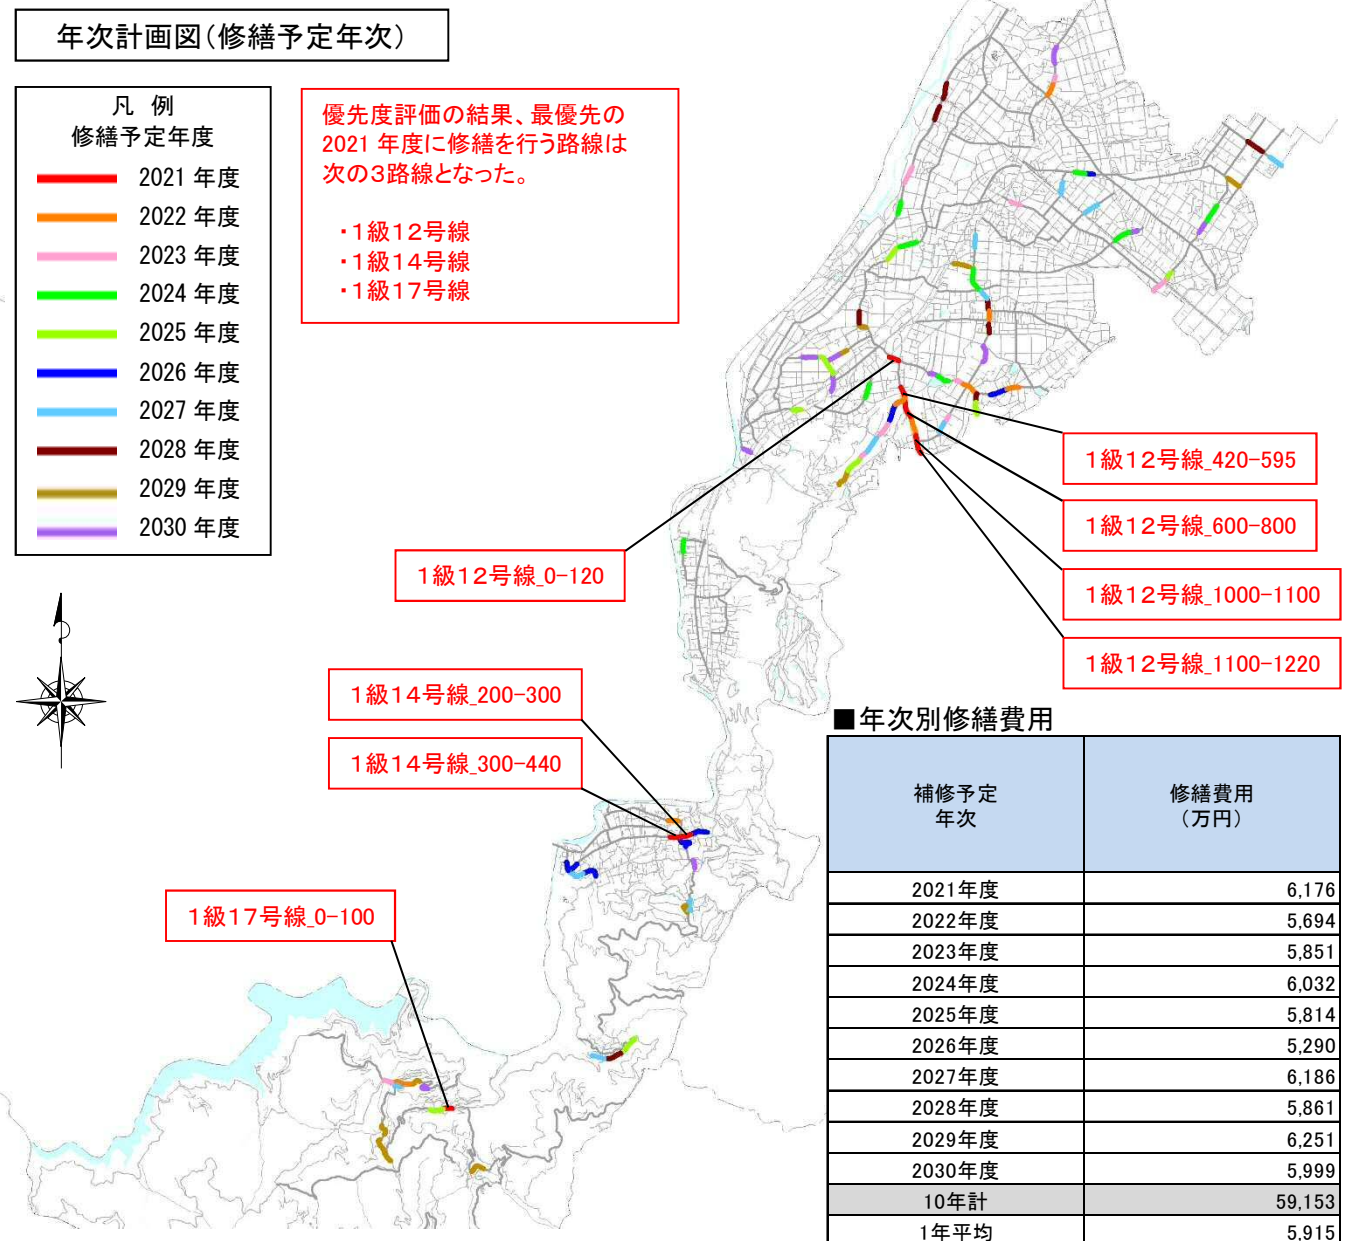 年次計画図(修繕予定年次)
凡 例
修繕予定年度
2021 年度
2022 年度
2023 年度
2024 年度
2025 年度
2026 年度
2027 年度
2028 年度
2029 年度
2030 年度
優先度評価の結果、最優先の
2021 年度に修繕を行う路線は
次の3路線となった。
・1級12号線
・1級14号線
・1級17号線
1級12号線_420-595
1級12号線_600-800
1級12号線_0-120
1級12号線_1000-1100
1級12号線_1100-1220
1級14号線_200-300
1級14号線_300-440
1級17号線_0-100
■年次別修繕費用
補修予定
年次
修繕費用
(万円)
2021年度 6,176
2022年度 5,694
2023年度 5,851
2024年度 6,032
2025年度 5,814
2026年度 5,290
2027年度 6,186
2028年度 5,861
2029年度 6,251
2030年度 5,999
10年計 59,153
1年平均 5,915